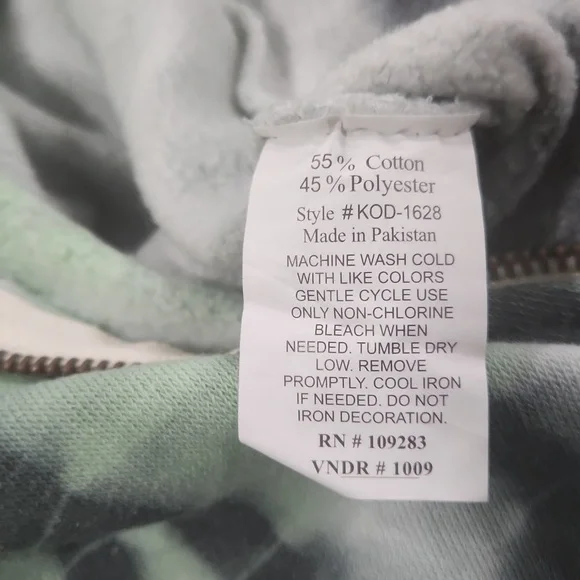 55% Cotton
45% Polyester
Style #KOD-1628
Made in Pakistan
MACHINE WASH COLD
WITH LIKE COLORS
GENTLE CYCLE USE
ONLY NON-CHLORINE
BLEACH WHEN
NEEDED. TUMBLE DRY
LOW. REMOVE
PROMPTLY. COOL IRON
IF NEEDED. DO NOT
IRON DECORATION.
RN # 109283
VNDR # 1009